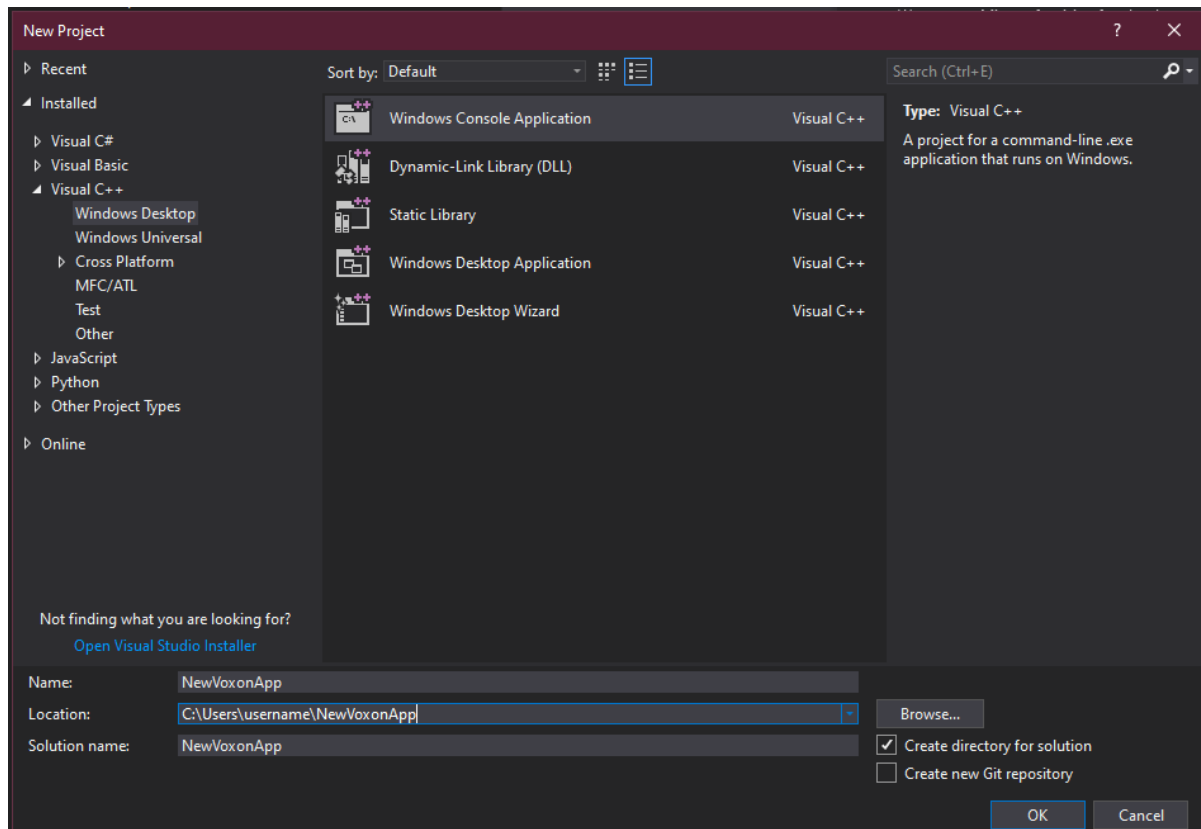 New Project
?
Recent
Installed
Visual C#
Visual Basic
Visual C++
Windows Desktop
Windows Universal
Cross Platform
MFC/ATL
Test
Other
JavaScript
Python
Other Project Types
Online
Not finding what you are looking for?
Open Visual Studio Installer
Sort by: Default
Windows Console Application Visual C++
Dynamic-Link Library (DLL) Visual C++
Static Library Visual C++
Windows Desktop Application Visual C++
Windows Desktop Wizard Visual C++
Search (Ctrl+E)
Type: Visual C++
A project for a command-line .exe
application that runs on Windows.
Name: NewVoxonApp
Location: C:\Users\username\NewVoxonApp
Browse...
Solution name: NewVoxonApp
Create directory for solution
Create new Git repository
OK Cancel